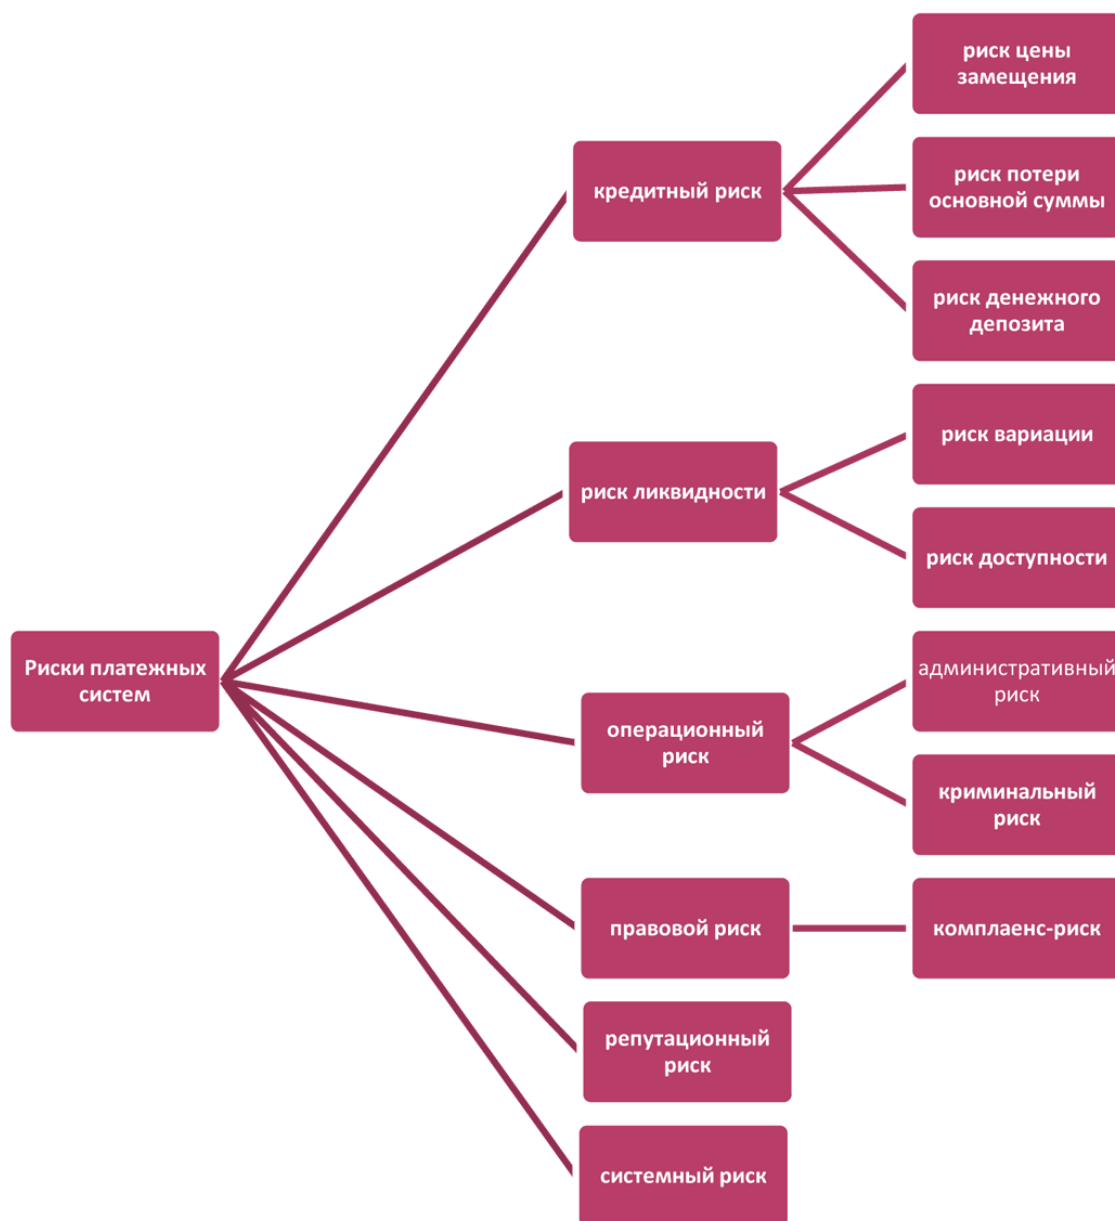 Риски платежных
систем
кредитный риск
риск цены
замещения
риск потери
основной суммы
риск денежного
депозита
риск ликвидности
риск вариации
риск доступности
операционный
риск
административный
риск
криминальный
риск
правовой риск
комплаенс-риск
репутационный
риск
системный риск